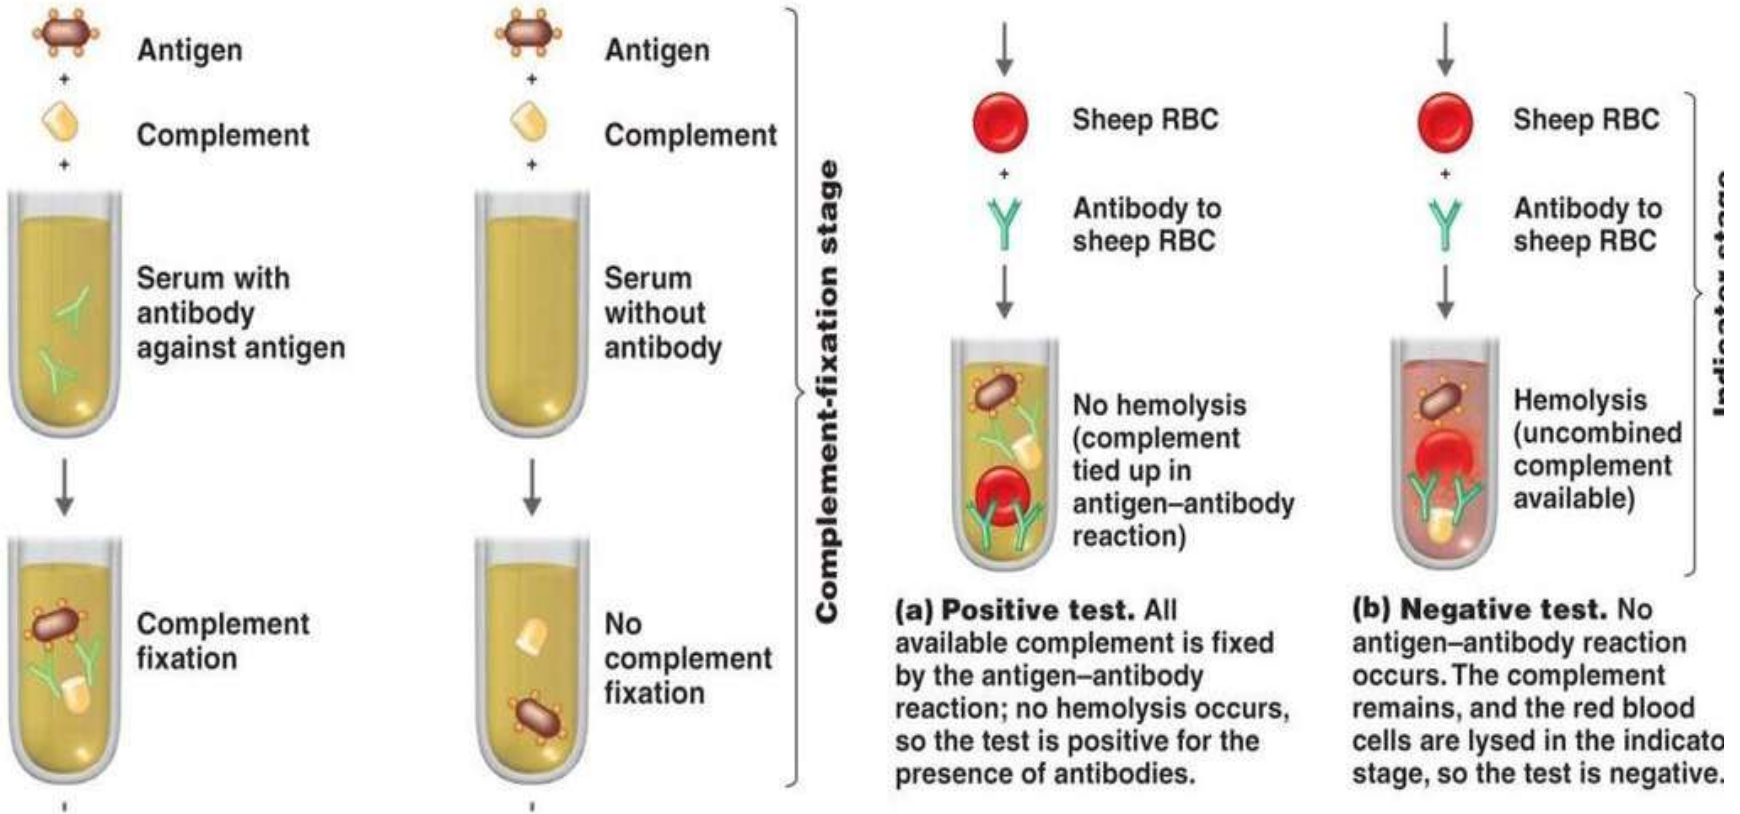 Antigen
+
Complement
+
Serum with
antibody
against antigen
Complement
fixation
Antigen
+
Complement
+
Serum
without
antibody
No
complement
fixation
Complement-fixation stage
Sheep RBC
+
Antibody to
sheep RBC
No hemolysis
(complement
tied up in
antigen–antibody
reaction)
(a) Positive test. All
available complement is fixed
by the antigen–antibody
reaction; no hemolysis occurs,
so the test is positive for the
presence of antibodies.
Sheep RBC
+
Antibody to
sheep RBC
Hemolysis
(uncombined
complement
available)
Indicator stage
(b) Negative test. No
antigen–antibody reaction
occurs. The complement
remains, and the red blood
cells are lysed in the indicato
stage, so the test is negative.